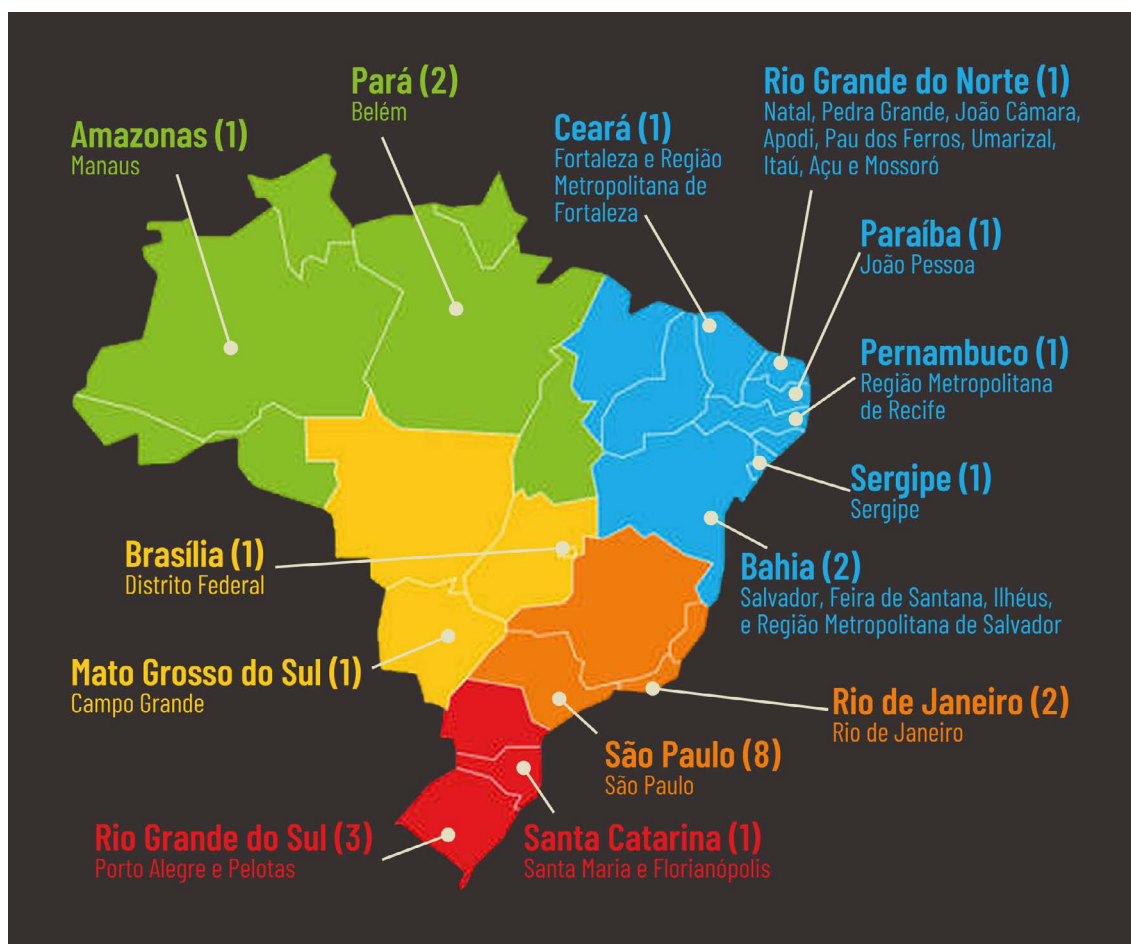 Pará (2)
Belém
Rio Grande do Norte (1)
Natal, Pedra Grande, João Câmara,
Apodi, Pau dos Ferros, Umarizal,
Itaú, Açu e Mossoró
Amazonas (1)
Manaus
Ceará (1)
Fortaleza e Região
Metropolitana de
Fortaleza
Paraíba (1)
João Pessoa
Pernambuco (1)
Região Metropolitana
de Recife
Sergipe (1)
Sergipe
Brasília (1)
Distrito Federal
Bahia (2)
Salvador, Feira de Santana, Ilhéus,
e Região Metropolitana de Salvador
Mato Grosso do Sul (1)
Campo Grande
Rio de Janeiro (2)
Rio de Janeiro
São Paulo (8)
São Paulo
Rio Grande do Sul (3)
Porto Alegre e Pelotas
Santa Catarina (1)
Santa Maria e Florianópolis